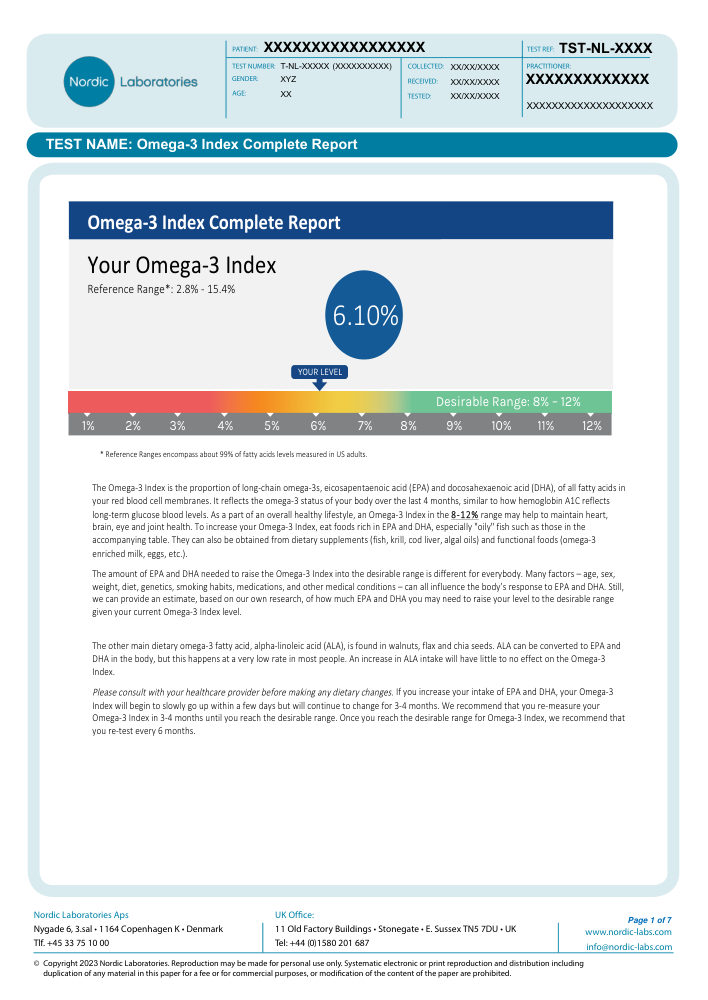 Nordic Laboratories
PATIENT: XXXXXXXXXXXXXXXXX
TEST NUMBER: T-NL-XXXXX (XXXXXXXXXX)
GENDER: XYZ
AGE: XX
COLLECTED: XX/XX/XXXX
RECEIVED: XX/XX/XXXX
TESTED: XX/XX/XXXX
TEST REF: TST-NL-XXXX
PRACTITIONER:
XXXXXXXXXXXXX
XXXXXXXXXXXXXXXXXXXX
TEST NAME: Omega-3 Index Complete Report
Omega-3 Index Complete Report
Your Omega-3 Index
Reference Range*: 2.8% - 15.4%
6.10%
YOUR LEVEL
Desirable Range: 8% - 12%
1% 2% 3% 4% 5% 6% 7% 8% 9% 10% 11% 12%
* Reference Ranges encompass about 99% of fatty acids levels measured in US adults.
The Omega-3 Index is the proportion of long-chain omega-3s, eicosapentaenoic acid (EPA) and docosahexaenoic acid (DHA), of all fatty acids in
your red blood cell membranes. It reflects the omega-3 status of your body over the last 4 months, similar to how hemoglobin A1C reflects
long-term glucose blood levels. As a part of an overall healthy lifestyle, an Omega-3 Index in the 8-12% range may help to maintain heart,
brain, eye and joint health. To increase your Omega-3 Index, eat foods rich in EPA and DHA, especially "oily" fish such as those in the
accompanying table. They can also be obtained from dietary supplements (fish, krill, cod liver, algal oils) and functional foods (omega-3
enriched milk, eggs, etc.).
The amount of EPA and DHA needed to raise the Omega-3 Index into the desirable range is different for everybody. Many factors – age, sex,
weight, diet, genetics, smoking habits, medications, and other medical conditions – can all influence the body's response to EPA and DHA. Still,
we can provide an estimate, based on our own research, of how much EPA and DHA you may need to raise your level to the desirable range
given your current Omega-3 Index level.
The other main dietary omega-3 fatty acid, alpha-linoleic acid (ALA), is found in walnuts, flax and chia seeds. ALA can be converted to EPA and
DHA in the body, but this happens at a very low rate in most people. An increase in ALA intake will have little to no effect on the Omega-3
Index.
Please consult with your healthcare provider before making any dietary changes. If you increase your intake of EPA and DHA, your Omega-3
Index will begin to slowly go up within a few days but will continue to change for 3-4 months. We recommend that you re-measure your
Omega-3 Index in 3-4 months until you reach the desirable range. Once you reach the desirable range for Omega-3 Index, we recommend that
you re-test every 6 months.
Nordic Laboratories Aps
Nygade 6, 3.sal • 1164 Copenhagen K • Denmark
Tlf. +45 33 75 10 00
UK Office:
11 Old Factory Buildings • Stonegate • E. Sussex TN5 7DU • UK
Tel: +44 (0)1580 201 687
Page 1 of 7
www.nordic-labs.com
info@nordic-labs.com
© Copyright 2023 Nordic Laboratories. Reproduction may be made for personal use only. Systematic electronic or print reproduction and distribution including
duplication of any material in this paper for a fee or for commercial purposes, or modification of the content of the paper are prohibited.